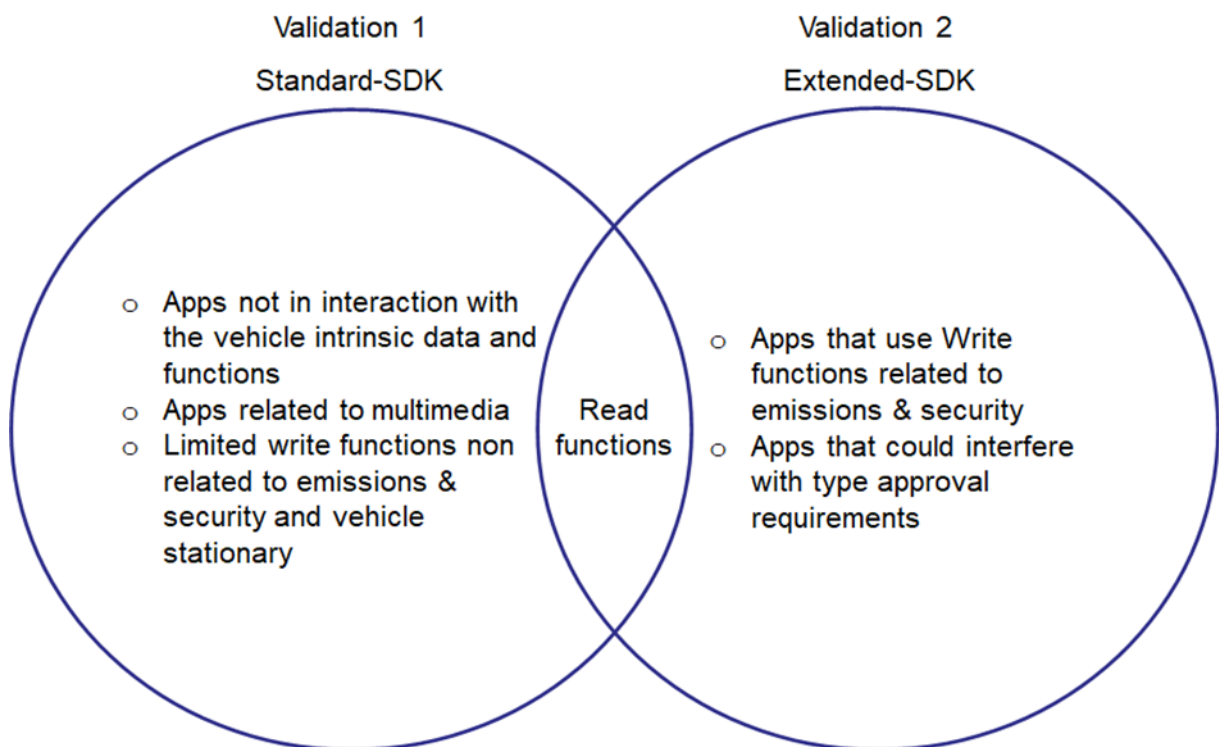 Validation 1
Standard-SDK
Validation 2
Extended-SDK
o Apps not in interaction with
the vehicle intrinsic data and
functions
o Apps related to multimedia
o Limited write functions non
related to emissions &
security and vehicle
stationary
Read
functions
o Apps that use Write
functions related to
emissions & security
o Apps that could interfere
with type approval
requirements